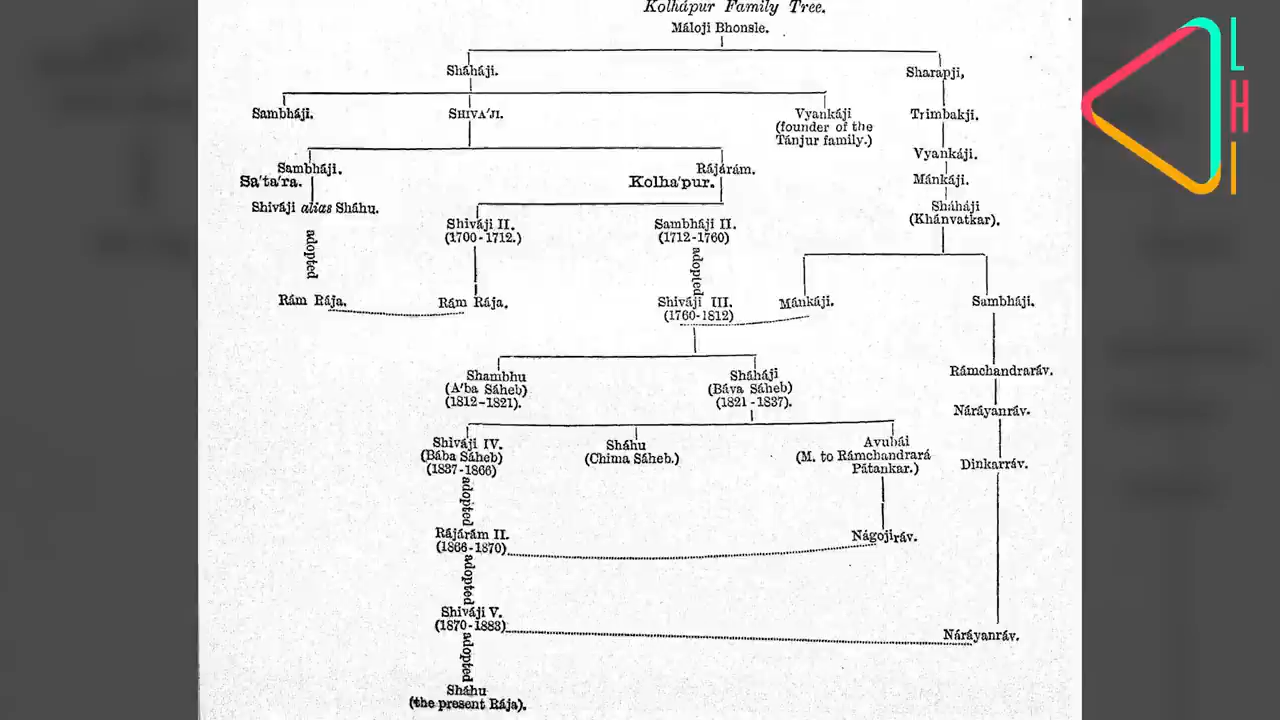 Kolhápur Family Tree.
Máloji Bhonsle.
Sháháji.
Sharapji,
Sambháji.
SHIVA'JI.
Vyankáji
(founder of the
Tánjur family.)
Trimbakji.
Vyankáji.
Sambháji.
Rájárám.
Sa'ta'ra.
Kolha'pur.
Mánkáji.
Shiváji alias Sháhu.
Sháháji
(Khánvatkar).
Shiváji II.
(1700-1712.)
Sambháji II.
(1712-1760)
adopted
adopted
Rám Rája.
Rám Rája.
Shiváji III.
(1760-1812)
Mánkáji.
Sambháji.
Shambhu
(A'ba Sáheb)
(1812-1821).
Sháháji
(Báva Sáheb)
(1821-1837).
Rámchandraráv.
Náráyanráv.
Shiváji IV.
(Bába Sáheb)
(1837-1866)
Sháhu
(Chima Sáheb.)
Avubái
(M. to Rámchandrará
Pátankar.)
Dinkarráv.
adopted
Rájárám II.
(1866-1870)
Nágojiráv.
adopted
Shiváji V.
(1870-1883)
Náráyanráv.
adopted
Sháhu
(the present Rája).
L
H
I